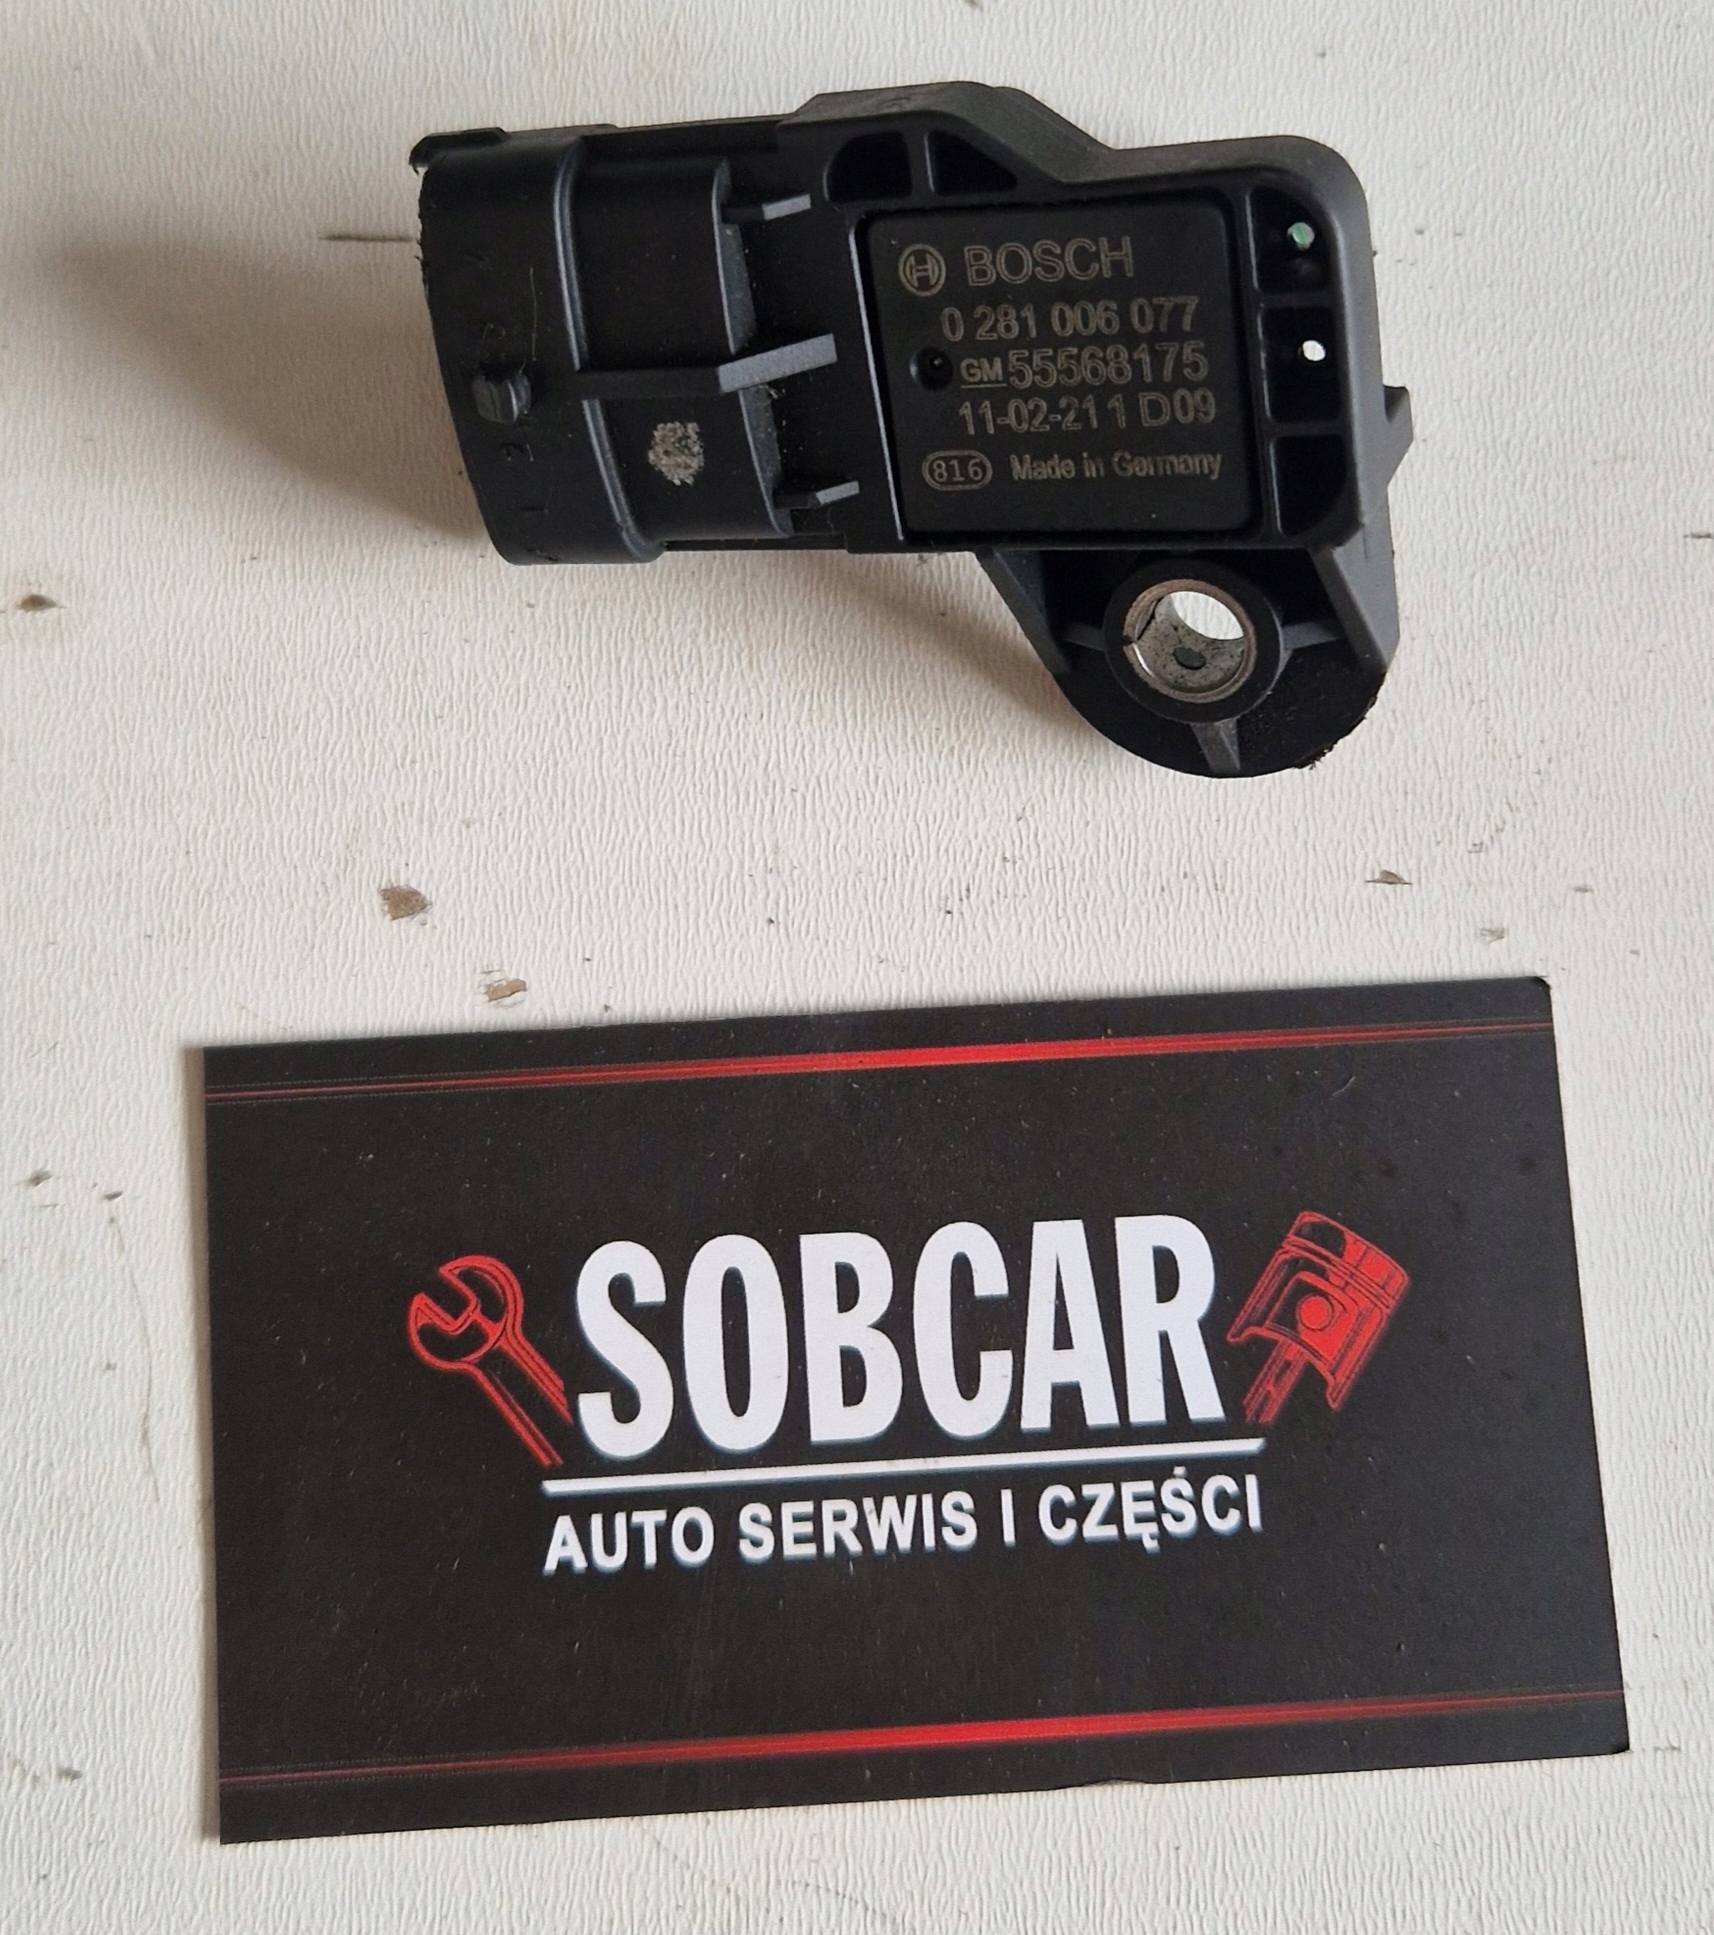 BOSCH
0 281 006 077
GM 55568175
11-02-21 1 D09
816 Made in Germany
SOBCAR
AUTO SERWIS I CZĘŚCI